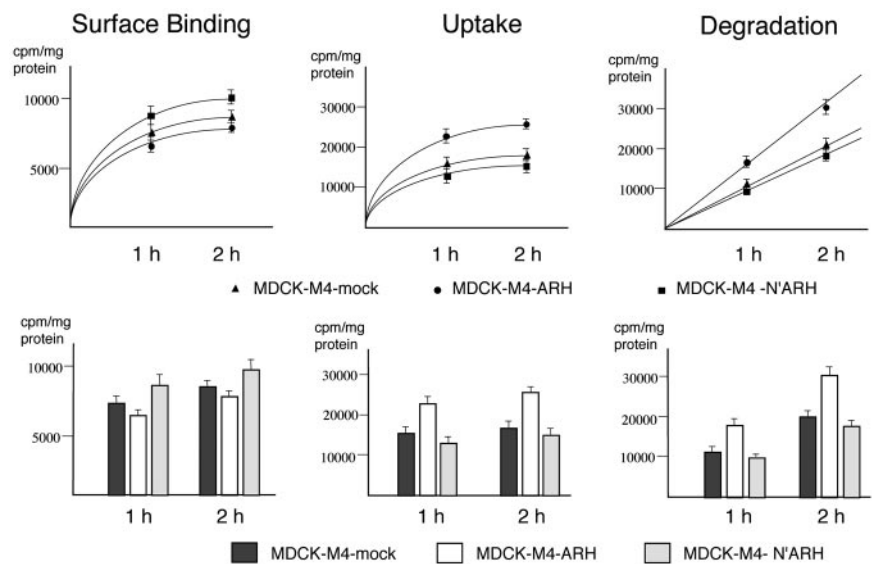 Surface Binding
Uptake
Degradation
cpm/mg
protein
10000
5000
1 h
2 h
cpm/mg
protein
30000
20000
10000
1 h
2 h
cpm/mg
protein
30000
20000
10000
1 h
2 h
MDCK-M4-mock
MDCK-M4-ARH
MDCK-M4 -N'ARH
cpm/mg
protein
10000
5000
1 h
2 h
cpm/mg
protein
30000
20000
10000
1 h
2 h
cpm/mg
protein
30000
20000
10000
1 h
2 h
MDCK-M4-mock
MDCK-M4-ARH
MDCK-M4- N'ARH